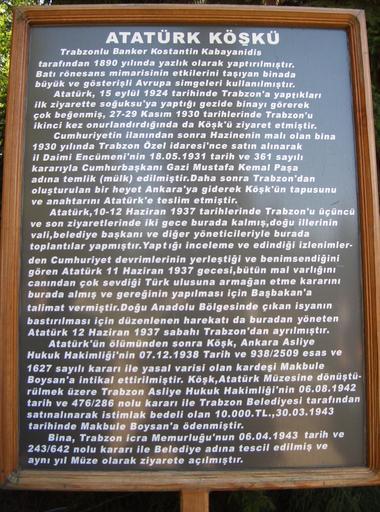 ATATÜRK KÖŞKÜ
Trabzonlu Banker Kostantin Kabayanidis
tarafından 1890 yılında yazlık olarak yaptırılmıştır.
Batı rönesans mimarisinin etkilerini taşıyan binada
büyük ve gösterişli Avrupa simgeleri kullanılmıştır.
Atatürk, 15 eylül 1924 tarihinde Trabzon'a yaptıkları
ilk ziyarette soğuksu'ya yaptığı gezide binayı görerek
çok beğenmiş, 27-29 Kasım 1930 tarihlerinde Trabzon'u
ikinci kez onurlandırdığında da Köşk'ü ziyaret etmiştir.
Cumhuriyetin ilanından sonra Hazinenin malı olan bina
1930 yılında Trabzon Özel idaresi'nce satın alınarak
il Daimi Encümeni'nin 18.05.1931 tarih ve 361 sayılı
kararıyla Cumhurbaşkanı Gazi Mustafa Kemal Paşa
adına temlik (mülk) edilmiştir.Daha sonra Trabzon'dan
oluşturulan bir heyet Ankara'ya giderek Köşk'ün tapusunu
ve anahtarını Atatürk'e teslim etmiştir.
Atatürk,10-12 Haziran 1937 tarihlerinde Trabzon'u üçüncü
ve son ziyaretlerinde iki gece burada kalmış,doğu illerinin
vali,belediye başkanı ve diğer yöneticileriyle burada
toplantılar yapmıştır.Yaptığı inceleme ve edindiği izlenimler-
den Cumhuriyet devrimlerinin yerleştiği ve benimsendiğini
gören Atatürk 11 Haziran 1937 gecesi,bütün mal varlığını
canından çok sevdiği Türk ulusuna armağan etme kararını
burada almış ve gereğinin yapılması için Başbakan'a
talimat vermiştir.Doğu Anadolu Bölgesinde çıkan isyanın
bastırılması için düzenlenen harekatı da buradan yöneten
Atatürk 12 Haziran 1937 sabahı Trabzon'dan ayrılmıştır.
Atatürk'ün ölümünden sonra Köşk, Ankara Asliye
Hukuk Hakimliği'nin 07.12.1938 Tarih ve 938/2509 esas ve
1627 sayılı kararı ile yasal varisi olan kardeşi Makbule
Boysan'a intikal ettirilmiştir. Köşk,Atatürk Müzesine dönüştü-
rülmek üzere Trabzon Asliye Hukuk Hakimliği'nin 06.08.1942
tarih ve 476/286 nolu kararı ile Trabzon Belediyesi tarafından
satınalınarak istimlak bedeli olan 10.000.TL.,30.03.1943
tarihinde Makbule Boysan'a ödenmiştir.
Bina, Trabzon icra Memurluğu'nun 06.04.1943 tarih ve
243/642 nolu kararı ile Belediye adına tescil edilmiş ve
aynı yıl Müze olarak ziyarete açılmıştır.